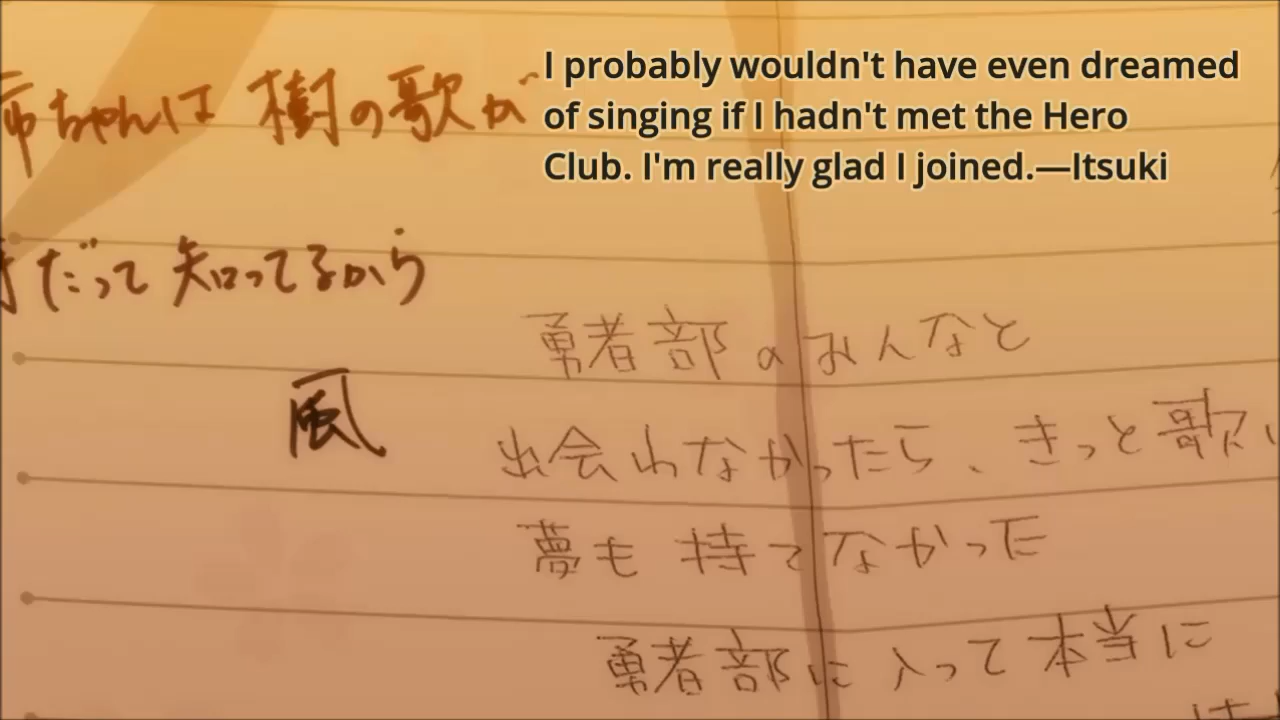 ちゃんは 樹の歌が
だって 知ってるから
風
I probably wouldn't have even dreamed
of singing if I hadn't met the Hero
Club. I'm really glad I joined.—Itsuki
勇者部のみんなと
出会わなかったら、きっと歌
夢も 持てなかった
勇者部に 入って 本当に